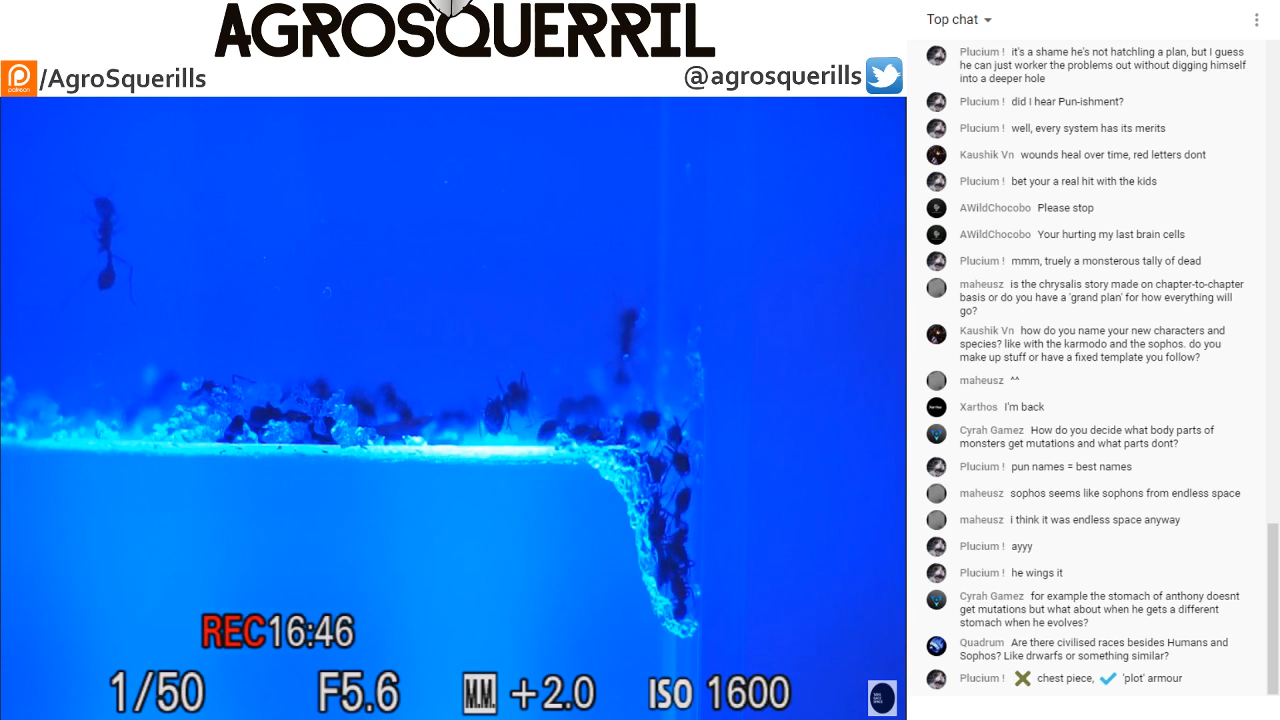 AGROSQUERRIL
patreon
/AgroSquerills
@agrosquerills
REC16:46
1/50 F5.6 M.M. +2.0 ISO 1600
Top chat
Plucium ! it's a shame he's not hatchling a plan, but I guess
he can just worker the problems out without digging himself
into a deeper hole
Plucium ! did I hear Pun-ishment?
Plucium ! well, every system has its merits
Kaushik Vn wounds heal over time, red letters dont
Plucium ! bet your a real hit with the kids
AWildChocobo Please stop
AWildChocobo Your hurting my last brain cells
Plucium ! mmm, truely a monsterous tally of dead
maheusz is the chrysalis story made on chapter-to-chapter
basis or do you have a 'grand plan' for how everything will
go?
Kaushik Vn how do you name your new characters and
species? like with the karmodo and the sophos. do you
make up stuff or have a fixed template you follow?
maheusz ^^
Xarthos I'm back
Cyrah Gamez How do you decide what body parts of
monsters get mutations and what parts dont?
Plucium ! pun names = best names
maheusz sophos seems like sophons from endless space
maheusz i think it was endless space anyway
Plucium ! ayyy
Plucium ! he wings it
Cyrah Gamez for example the stomach of anthony doesnt
get mutations but what about when he gets a different
stomach when he evolves?
Quadrum Are there civilised races besides Humans and
Sophos? Like drwarfs or something similar?
Plucium ! chest piece, 'plot' armour